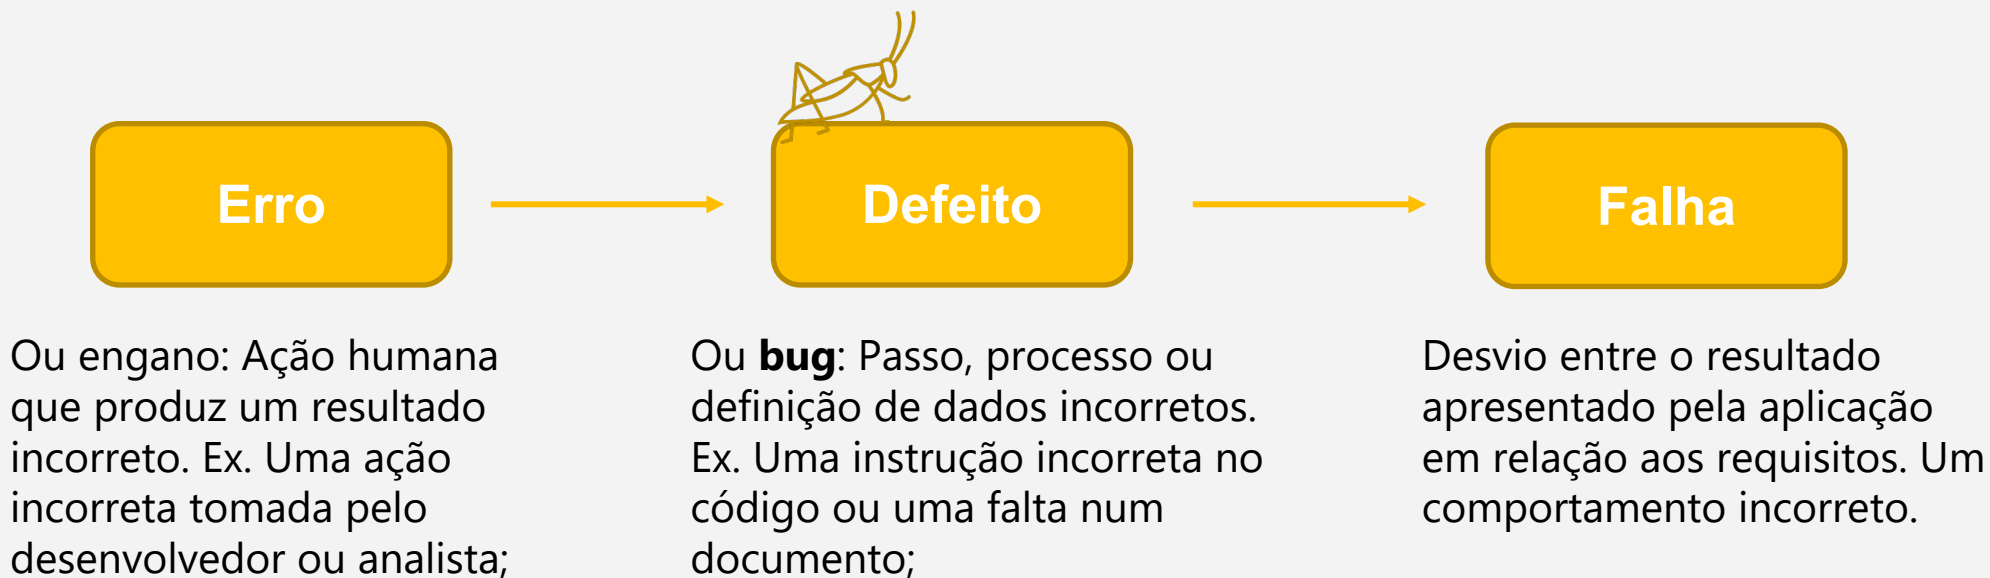 Erro
Defeito
Falha
Ou engano: Ação humana
que produz um resultado
incorreto. Ex. Uma ação
incorreta tomada pelo
desenvolvedor ou analista;
Ou bug: Passo, processo ou
definição de dados incorretos.
Ex. Uma instrução incorreta no
código ou uma falta num
documento;
Desvio entre o resultado
apresentado pela aplicação
em relação aos requisitos. Um
comportamento incorreto.